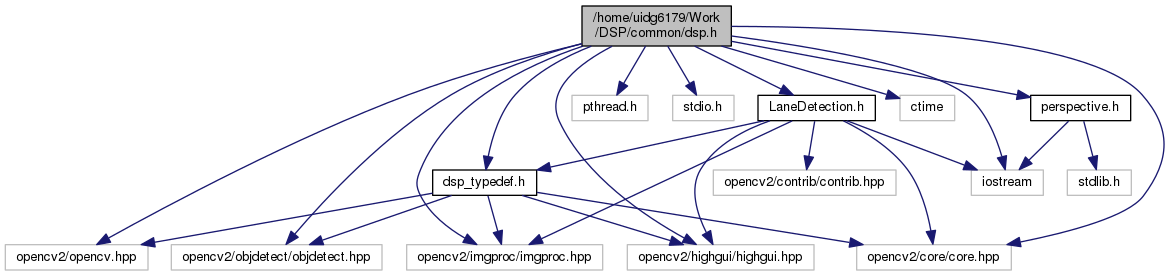 /home/uidg6179/Work
/DSP/common/dsp.h
pthread.h
stdio.h
LaneDetection.h
ctime
perspective.h
dsp_typedef.h
opencv2/contrib/contrib.hpp
iostream
stdlib.h
opencv2/opencv.hpp
opencv2/objdetect/objdetect.hpp
opencv2/imgproc/imgproc.hpp
opencv2/highgui/highgui.hpp
opencv2/core/core.hpp